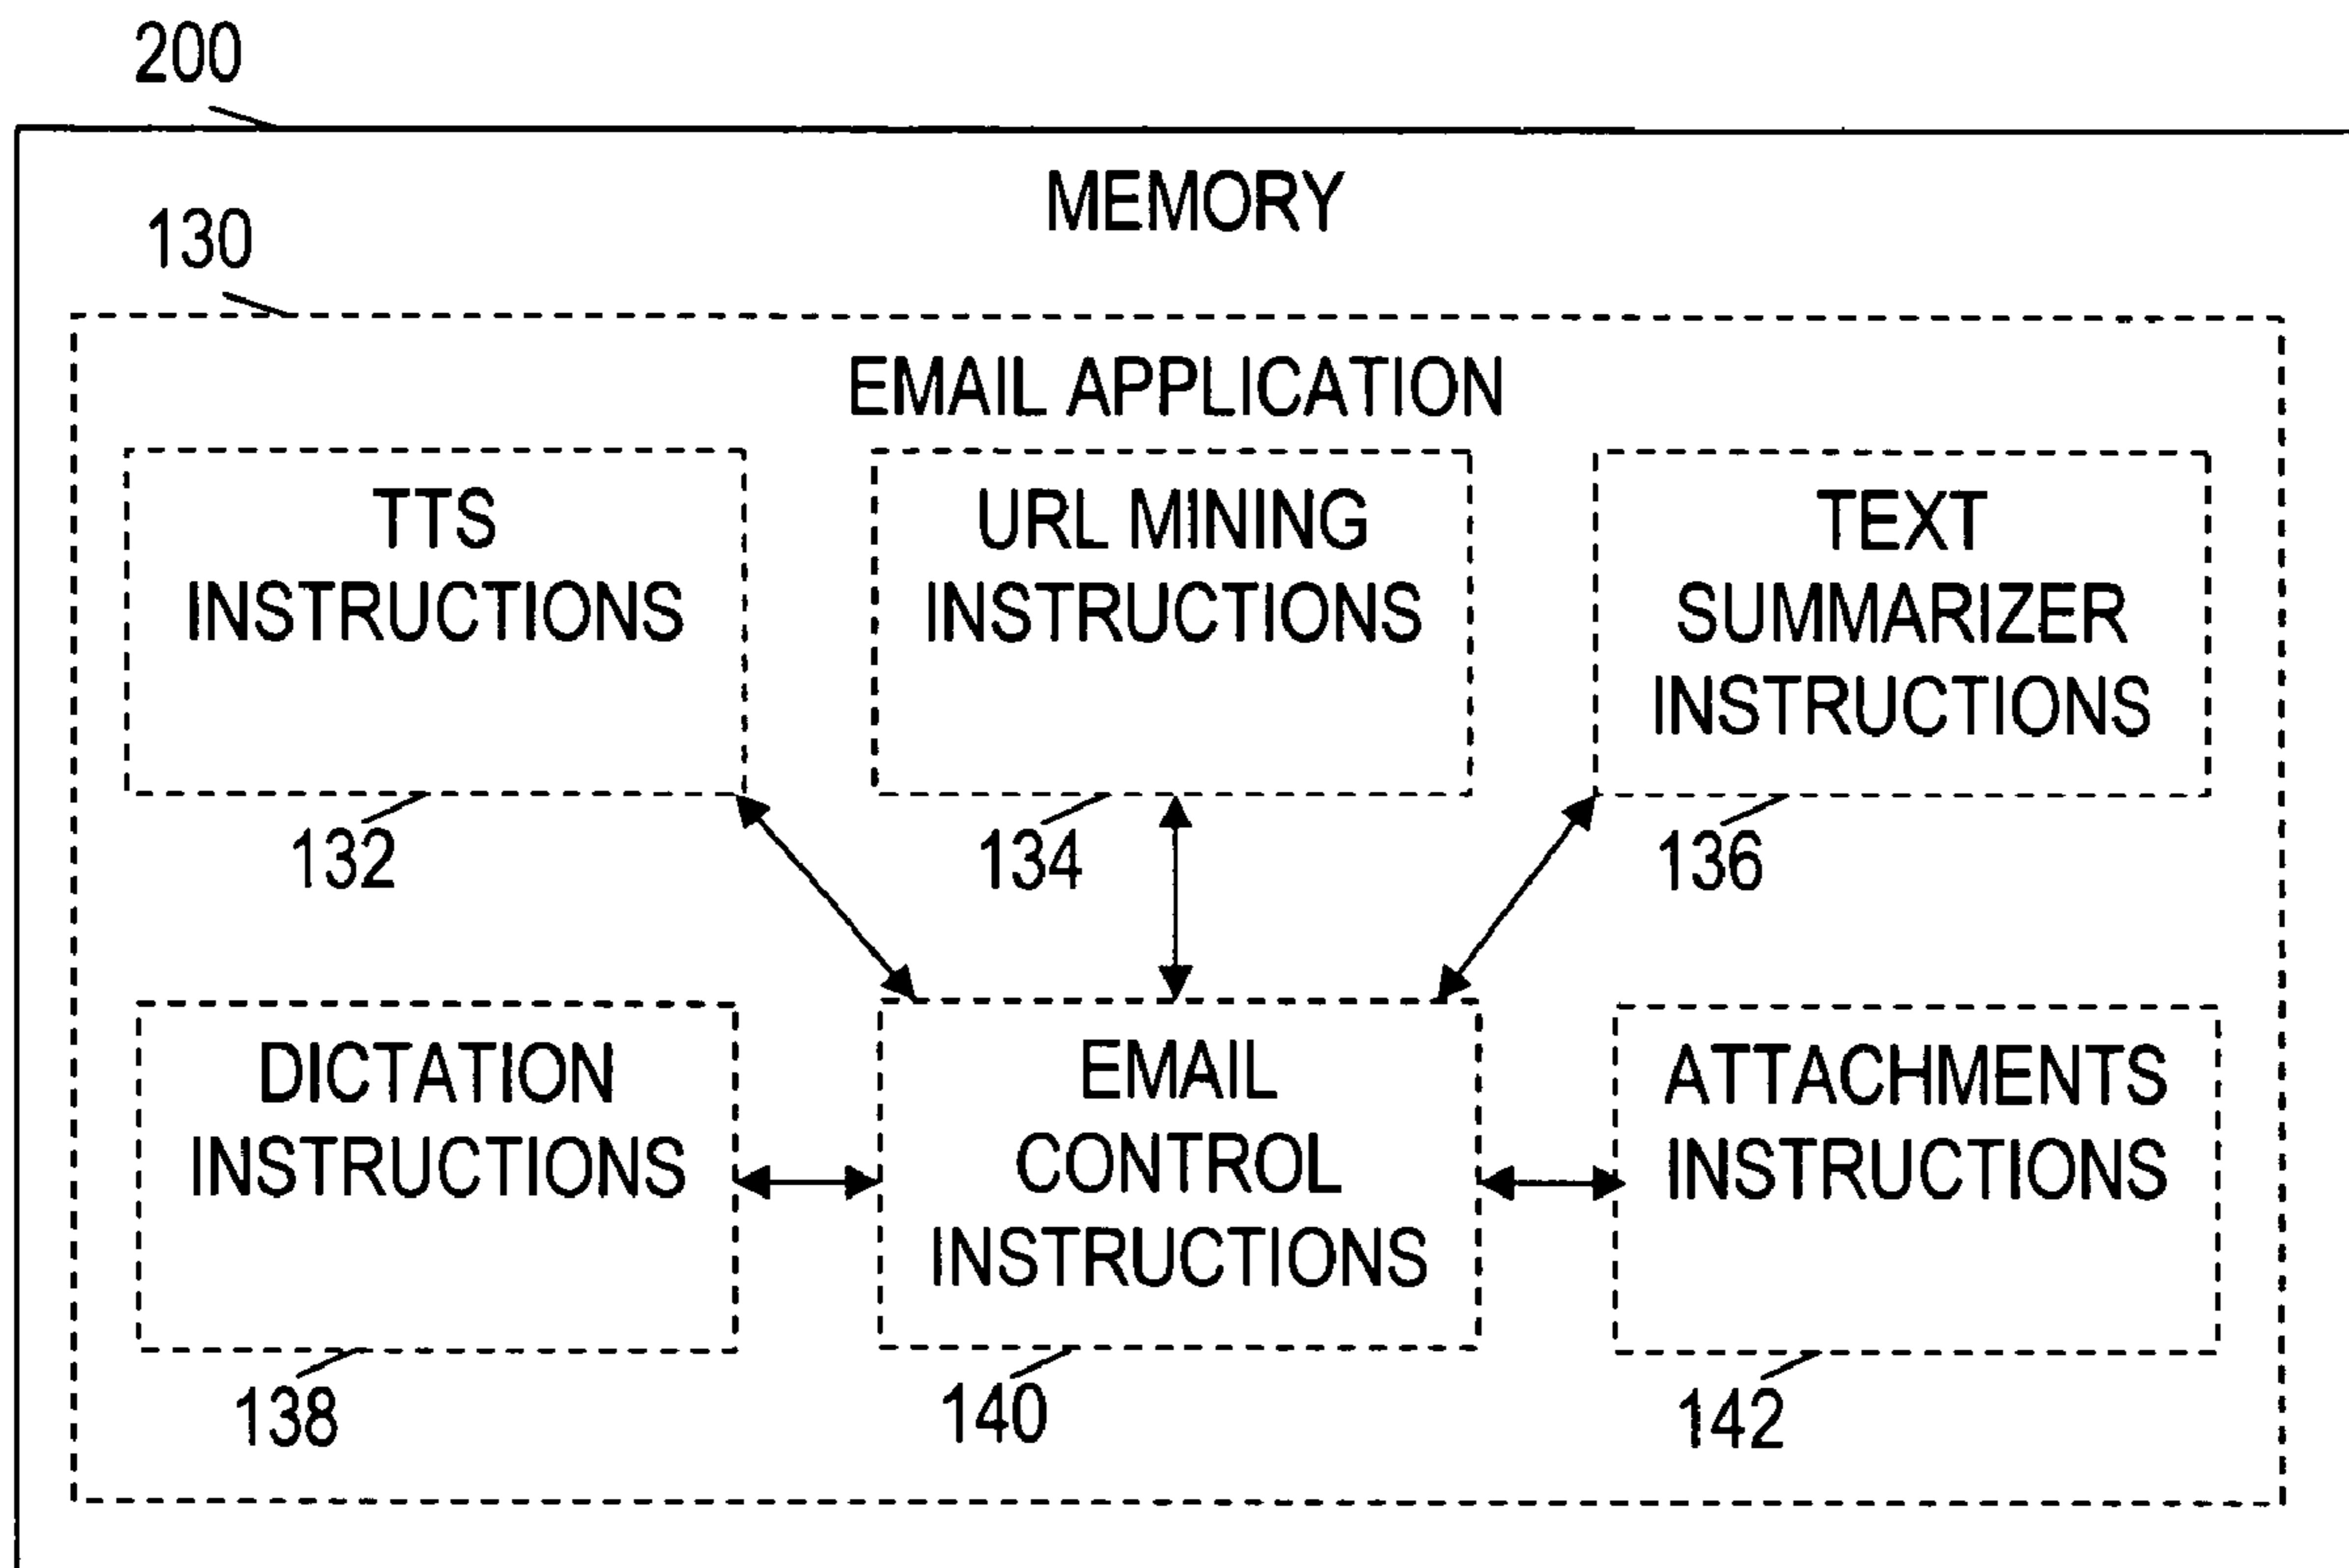 200
MEMORY
130
EMAIL APPLICATION
TTS
INSTRUCTIONS
132
URL MINING
INSTRUCTIONS
134
TEXT
SUMMARIZER
INSTRUCTIONS
136
DICTATION
INSTRUCTIONS
138
EMAIL
CONTROL
INSTRUCTIONS
140
ATTACHMENTS
INSTRUCTIONS
142